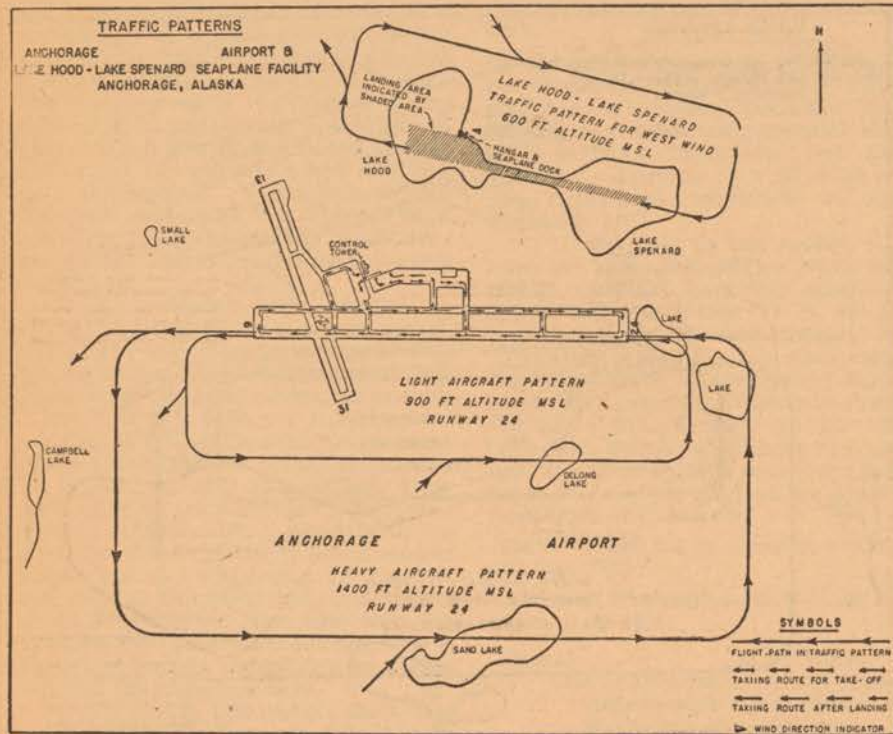 TRAFFIC PATTERNS
ANCHORAGE AIRPORT &
HOOD - LAKE SPENARD SEAPLANE FACILITY
ANCHORAGE, ALASKA
N
LANDING AREA
INDICATED BY
SHADED AREA
LAKE HOOD - LAKE SPENARD
TRAFFIC PATTERN FOR WEST WIND
600 FT. ALTITUDE M S L
HANGAR &
SEAPLANE DOCK
LAKE
HOOD
LAKE
SPENARD
13
SMALL
LAKE
CONTROL
TOWER
6
24
LAKE
LAKE
31
LIGHT AIRCRAFT PATTERN
900 FT ALTITUDE MSL
RUNWAY 24
CAMPBELL
LAKE
DELONG
LAKE
ANCHORAGE AIRPORT
HEAVY AIRCRAFT PATTERN
1400 FT ALTITUDE MSL
RUNWAY 24
SAND LAKE
SYMBOLS
FLIGHT-PATH IN TRAFFIC PATTERN
TAXIING ROUTE FOR TAKE-OFF
TAXIING ROUTE AFTER LANDING
WIND DIRECTION INDICATOR